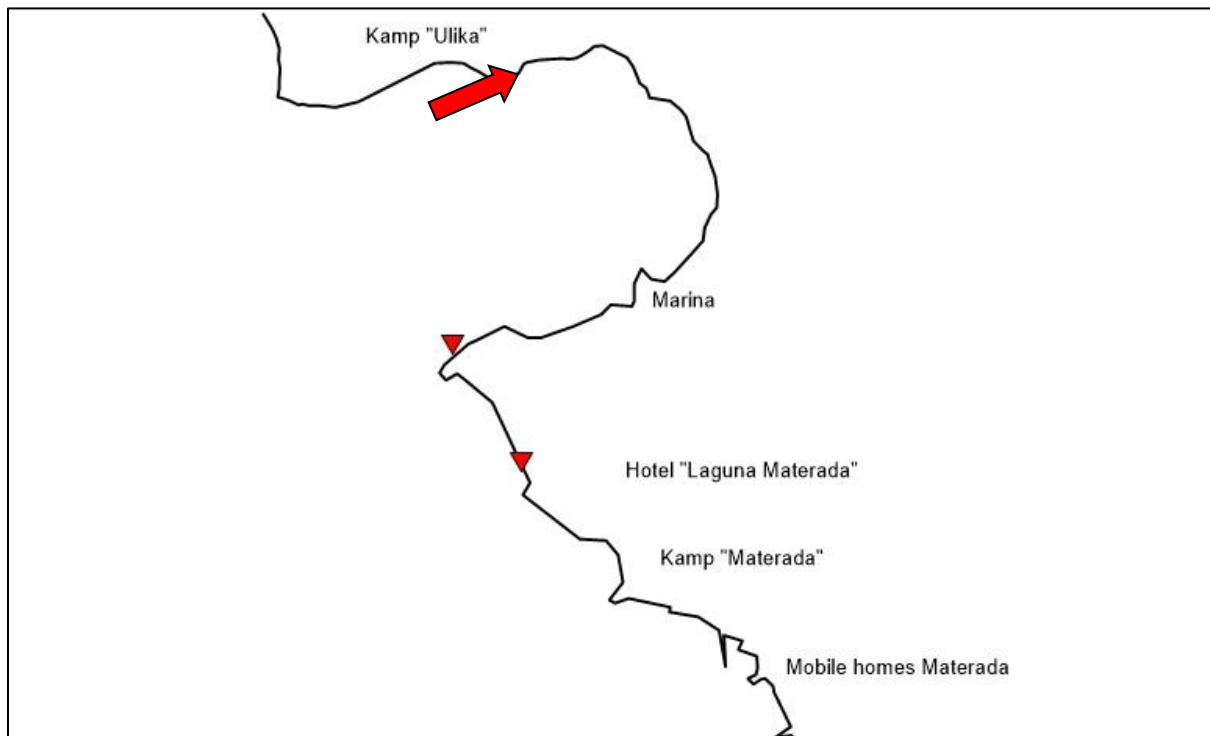 Kamp "Ulika"
Marina
Hotel "Laguna Materada"
Kamp "Materada"
Mobile homes Materada